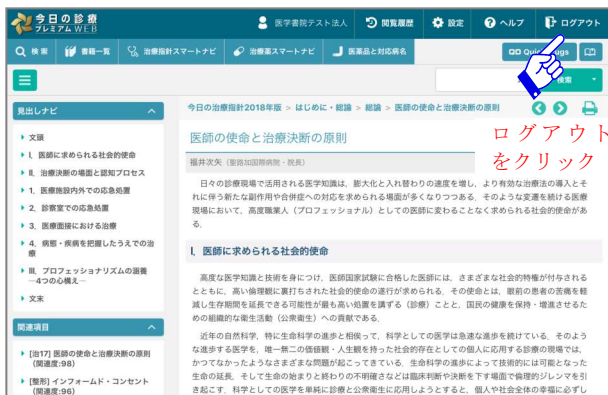 今日の診療
プレミアムWEB
医学書院テスト法人
閲覧履歴
設定
ヘルプ
ログアウト
検索
書籍一覧
治療指針スマートナビ
治療薬スマートナビ
医薬品と対応病名
検索
見出しナビ
今日の治療指針2018年版 > はじめに・総論 > 総論 > 医師の使命と治療決断の原則
ログアウト
をクリック
文頭
I. 医師に求められる社会的使命
II. 治療決断の場面と認知プロセス
1. 医療施設内外での応急処置
2. 診察室での応急処置
3. 医療面接における治療
4. 病態・疾病を把握したうえでの治
療
III. プロフェッショナリズムの涵養
―4つの心構え―
文末
関連項目
[治17] 医師の使命と治療決断の原則
(関連度:98)
[整形] インフォームド・コンセント
(関連度:96)
医師の使命と治療決断の原則
福井次矢（聖路加国際病院・院長）
日々の診療現場で活用される医学知識は，膨大化と入れ替わりの速度を増し，より有効な治療法の導入とそ
れに伴う新たな副作用や合併症への対応を求められる場面が多くなりつつある．そのような変遷を続ける医療
現場において，高度職業人（プロフェッショナル）としての医師に変わることなく求められる社会的使命があ
る．
I. 医師に求められる社会的使命
高度な医学知識と技術を身につけ，医師国家試験に合格した医師には，さまざまな社会的特権が付与される
とともに，高い倫理観に裏打ちされた社会的使命の遂行が求められる．その使命とは，眼前の患者の苦痛を軽
減し生存期間を延長できる可能性が最も高い処置を講ずる（診療）ことと，国民の健康を保持・増進させるた
めの組織的な衛生活動（公衆衛生）への貢献である．
近年の自然科学，特に生命科学の進歩と相俟って，科学としての医学は急速な進歩を続けている．そのよう
な進歩する医学を，唯一無二の価値観・人生観を持った社会的存在としての個人に応用する診療の現場では，
かつてなかったようなさまざまな問題が起こってきている．生命科学の進歩によって技術的には可能となった
生命の延長，そして生命の始まりと終わりの不明確さなどは臨床判断や決断を下す場面で倫理的ジレンマを引
き起こす．科学としての医学を単純に診療と公衆衛生に応用しようとすると，個人や社会全体の幸福に必ずし